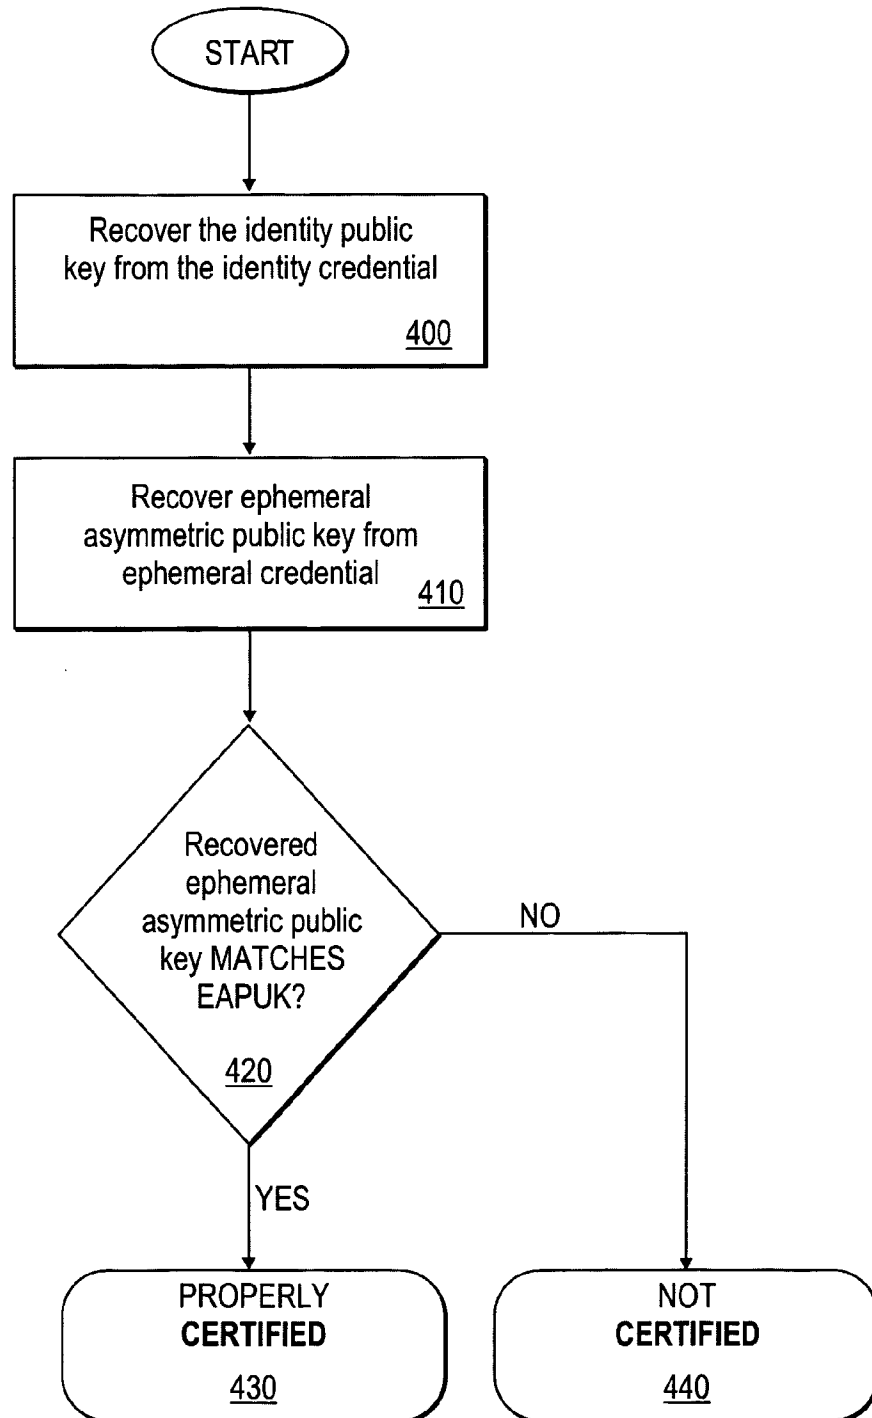 START
Recover the identity public
key from the identity credential
400
Recover ephemeral
asymmetric public key from
ephemeral credential
410
Recovered
ephemeral
asymmetric public
key MATCHES
EAPUK?
420
NO
YES
PROPERLY
CERTIFIED
430
NOT
CERTIFIED
440